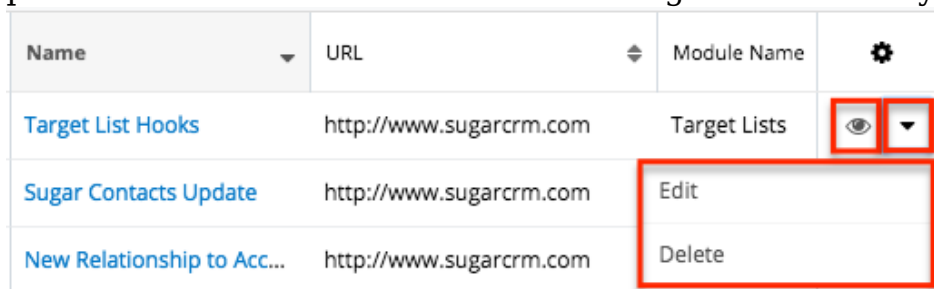 Name URL Module Name
Target List Hooks http://www.sugarcrm.com Target Lists
Sugar Contacts Update http://www.sugarcrm.com Edit
New Relationship to Acc... http://www.sugarcrm.com Delete